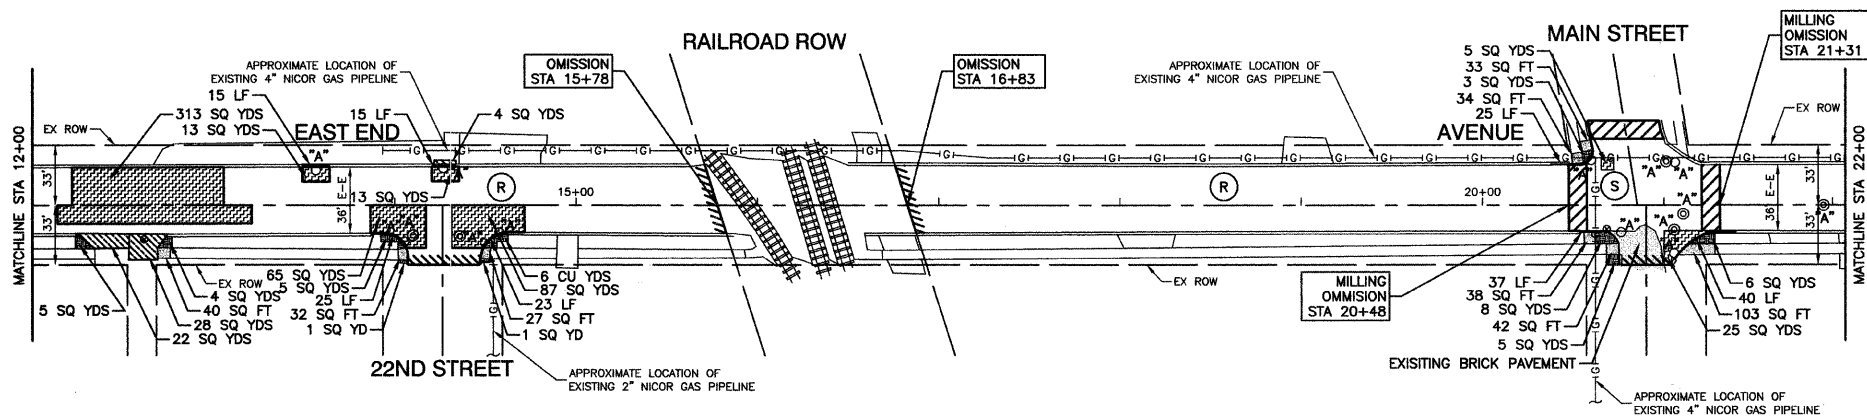 RAILROAD ROW
MAIN STREET
MILLING
OMISSION
STA 21+31
APPROXIMATE LOCATION OF
EXISTING 4" NICOR GAS PIPELINE
OMISSION
STA 15+78
OMISSION
STA 16+83
APPROXIMATE LOCATION OF
EXISTING 4" NICOR GAS PIPELINE
5 SQ YDS
33 SQ FT
3 SQ YDS
34 SQ FT
25 LF
15 LF
313 SQ YDS
13 SQ YDS
15 LF
4 SQ YDS
EX ROW
EAST END
AVENUE
EX ROW
MATCHLINE STA 12+00
33'
33'
"A"
36' E-E
13 SQ YDS
R
15+00
R
20+00
"A"
S
"A"
"A"
"A"
"A"
"A"
36' E-E
33'
33'
"A"
MATCHLINE STA 22+00
"A"
"A"
G
5 SQ YDS
EX ROW
4 SQ YDS
40 SQ FT
28 SQ YDS
22 SQ YDS
65 SQ YDS
5 SQ YDS
25 LF
32 SQ FT
1 SQ YD
6 CU YDS
87 SQ YDS
23 LF
27 SQ FT
1 SQ YD
EX ROW
MILLING
OMMISION
STA 20+48
37 LF
38 SQ FT
8 SQ YDS
42 SQ FT
5 SQ YDS
EXISITING BRICK PAVEMENT
6 SQ YDS
40 LF
103 SQ FT
25 SQ YDS
22ND STREET
APPROXIMATE LOCATION OF
EXISTING 2" NICOR GAS PIPELINE
APPROXIMATE LOCATION OF
EXISTING 4" NICOR GAS PIPELINE